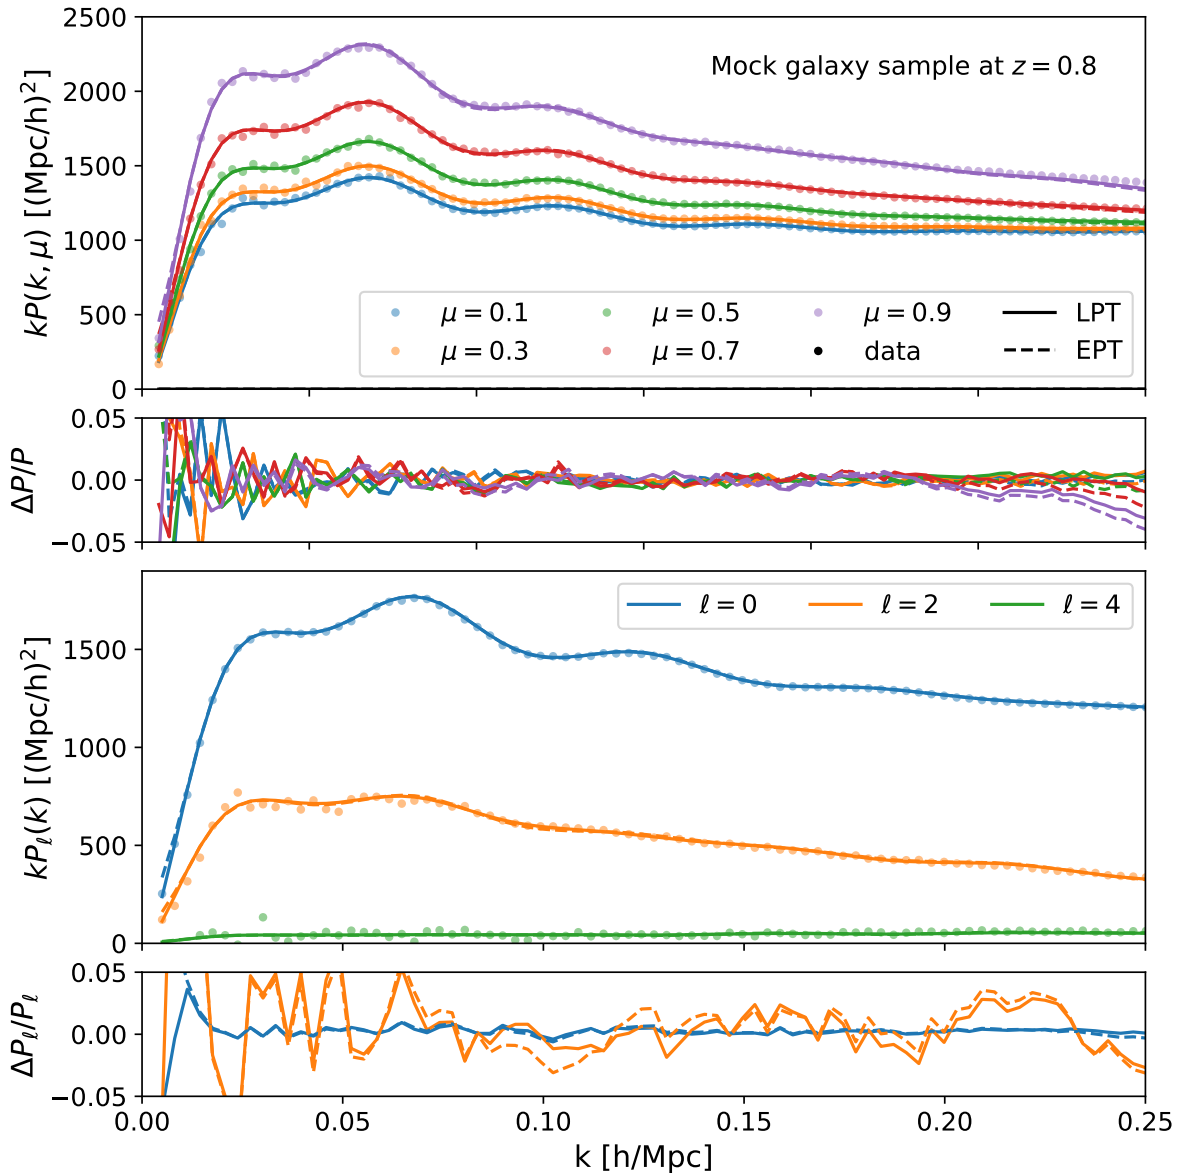 2500
2000
1500
1000
500
0
kP(k, μ) [(Mpc/h)²]
Mock galaxy sample at z = 0.8
μ = 0.1 μ = 0.5 μ = 0.9 LPT
μ = 0.3 μ = 0.7 data EPT
0.05
0.00
−0.05
ΔP/P
1500
1000
500
0
kPℓ(k) [(Mpc/h)²]
ℓ = 0 ℓ = 2 ℓ = 4
0.05
0.00
−0.05
ΔPℓ/Pℓ
0.00 0.05 0.10 0.15 0.20 0.25
k [h/Mpc]